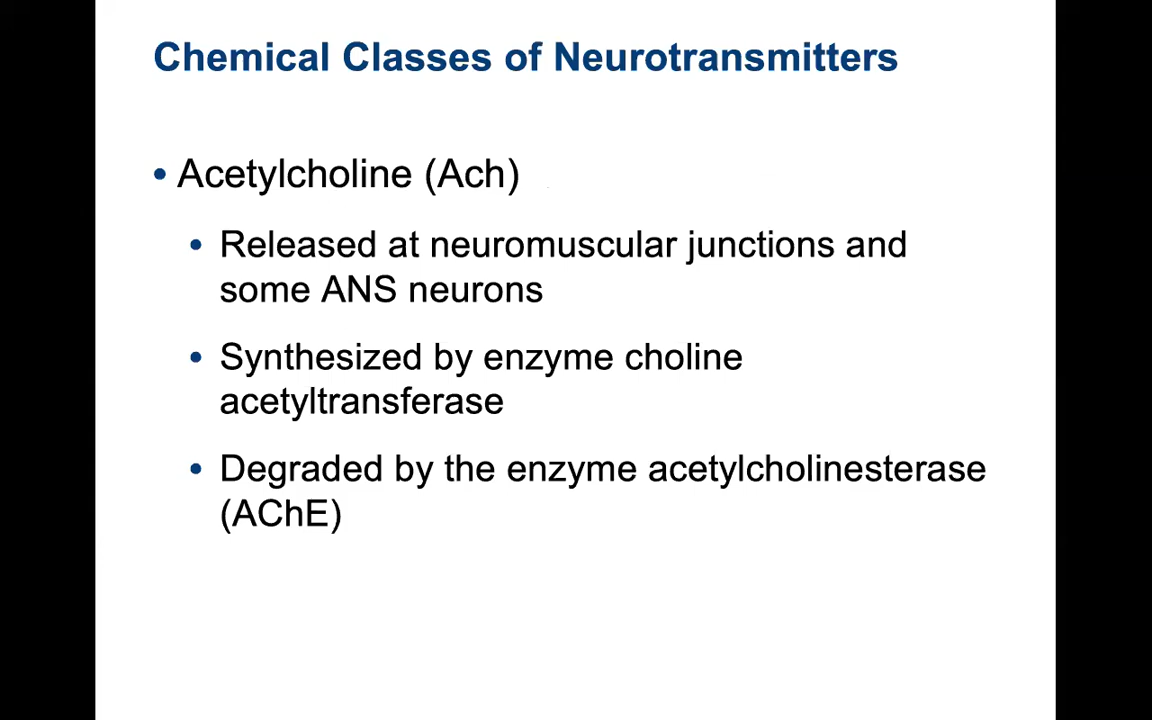 Chemical Classes of Neurotransmitters
• Acetylcholine (Ach)
• Released at neuromuscular junctions and
some ANS neurons
• Synthesized by enzyme choline
acetyltransferase
• Degraded by the enzyme acetylcholinesterase
(AChE)